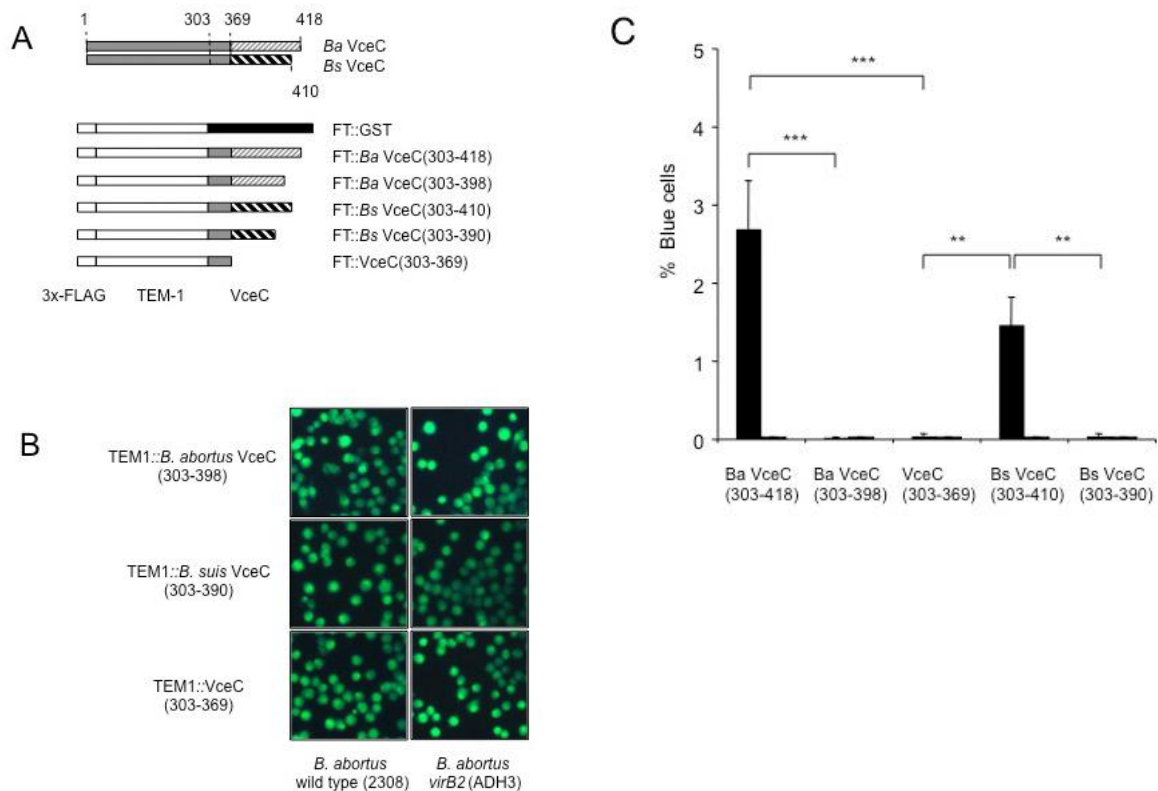 A
1 303 369 418
Ba VceC
Bs VceC
410
FT::GST
FT::Ba VceC(303-418)
FT::Ba VceC(303-398)
FT::Bs VceC(303-410)
FT::Bs VceC(303-390)
FT::VceC(303-369)
3x-FLAG TEM-1 VceC
B
TEM1::B. abortus VceC
(303-398)
TEM1::B. suis VceC
(303-390)
TEM1::VceC
(303-369)
B. abortus
wild type (2308)
B. abortus
virB2 (ADH3)
C
% Blue cells
5
4
3
2
1
0
***
***
**
**
Ba VceC
(303-418)
Ba VceC
(303-398)
VceC
(303-369)
Bs VceC
(303-410)
Bs VceC
(303-390)